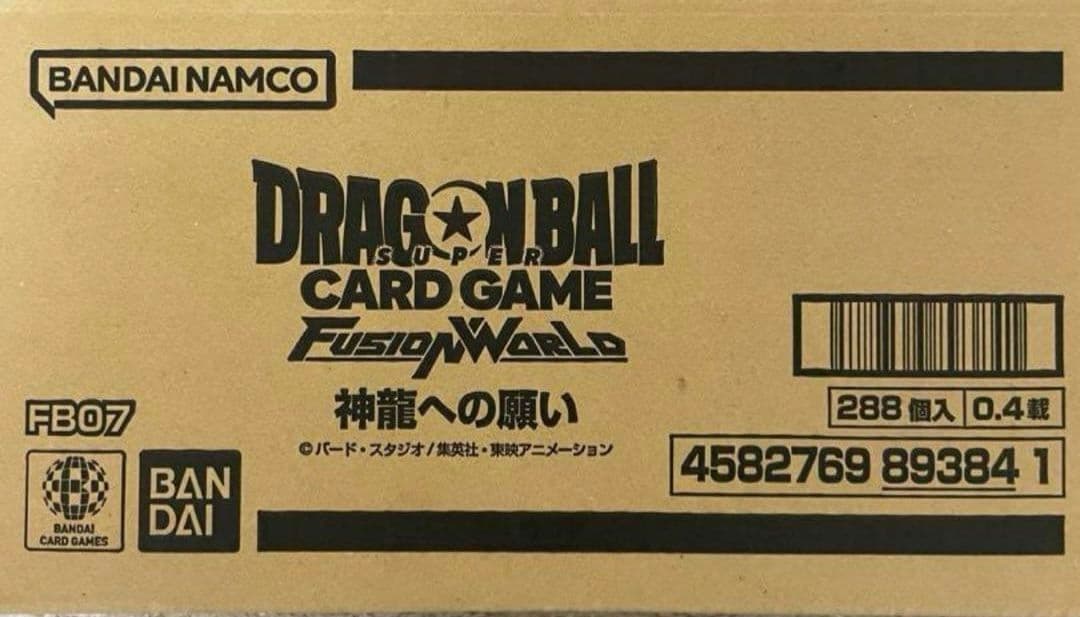 BANDAI NAMCO
DRAGON BALL
SUPER
CARD GAME
FUSION WORLD
神龍への願い
©バード・スタジオ/集英社・東映アニメーション
288 個入 0.4載
4582769 89384 1
FB07
BANDAI
CARD GAMES
BAN
DAI